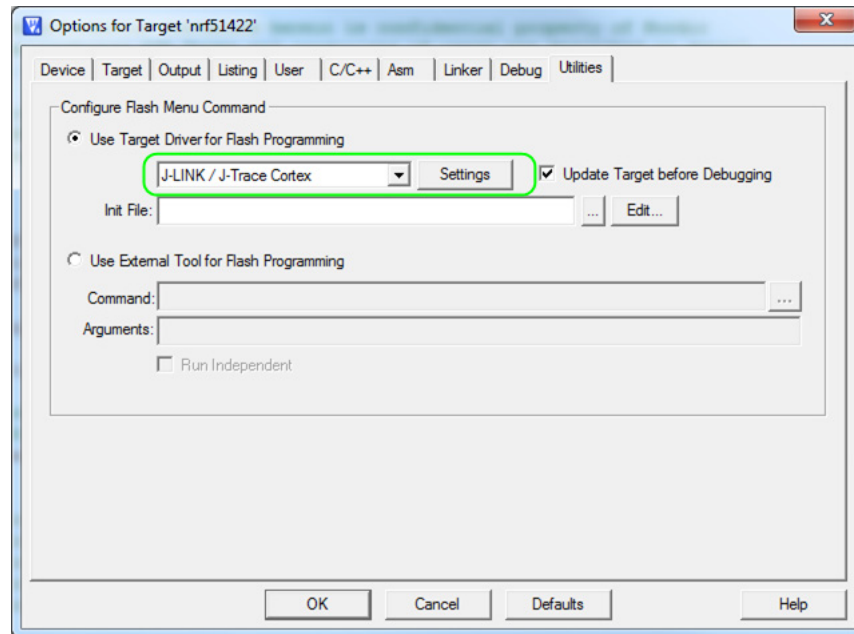 Options for Target 'nrf51422'
Device Target Output Listing User C/C++ Asm Linker Debug Utilities
Configure Flash Menu Command
Use Target Driver for Flash Programming
J-LINK / J-Trace Cortex Settings Update Target before Debugging
Init File: ... Edit...
Use External Tool for Flash Programming
Command: ...
Arguments:
Run Independent
OK Cancel Defaults Help